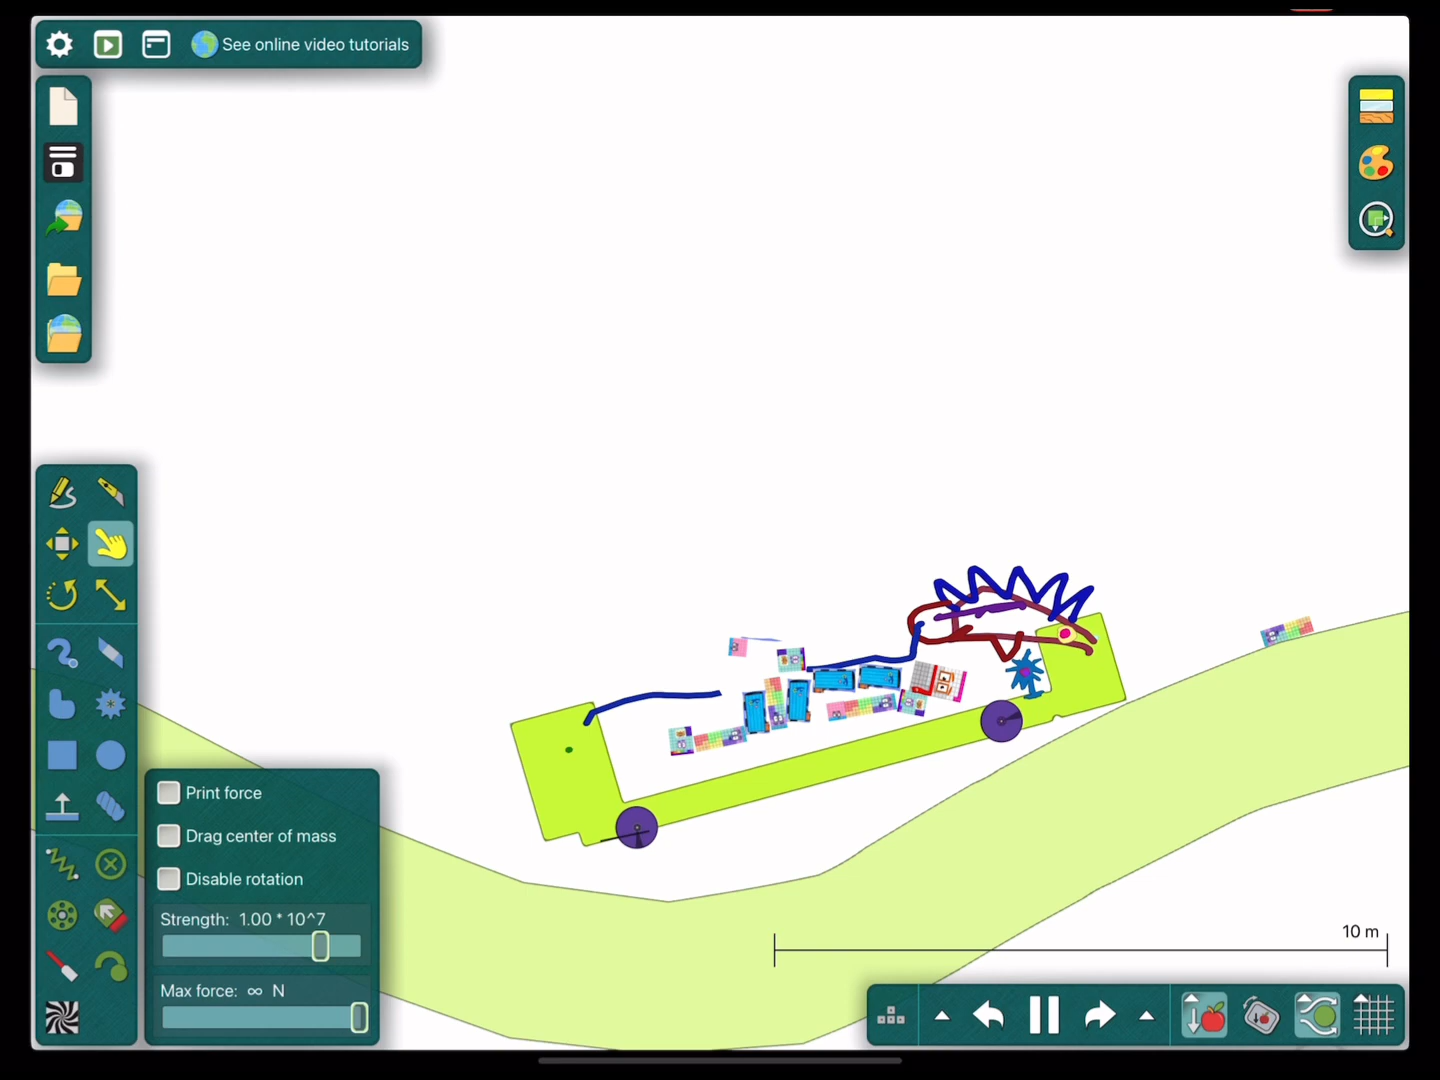 See online video tutorials
Print force
Drag center of mass
Disable rotation
Strength: 1.00 * 10^7
Max force: ∞ N
10 m